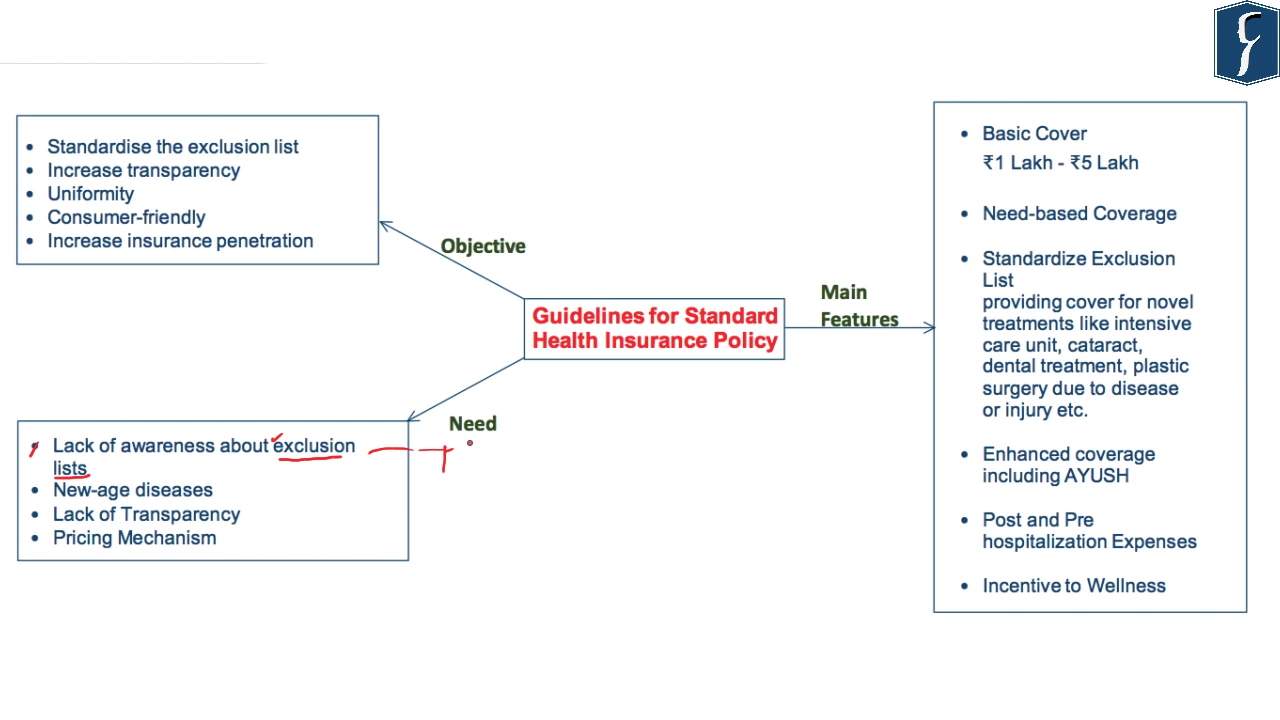 Standardise the exclusion list
Increase transparency
Uniformity
Consumer-friendly
Increase insurance penetration
Objective
Guidelines for Standard
Health Insurance Policy
Need
Lack of awareness about exclusion
lists
New-age diseases
Lack of Transparency
Pricing Mechanism
Main
Features
Basic Cover
₹1 Lakh - ₹5 Lakh
Need-based Coverage
Standardize Exclusion
List
providing cover for novel
treatments like intensive
care unit, cataract,
dental treatment, plastic
surgery due to disease
or injury etc.
Enhanced coverage
including AYUSH
Post and Pre
hospitalization Expenses
Incentive to Wellness